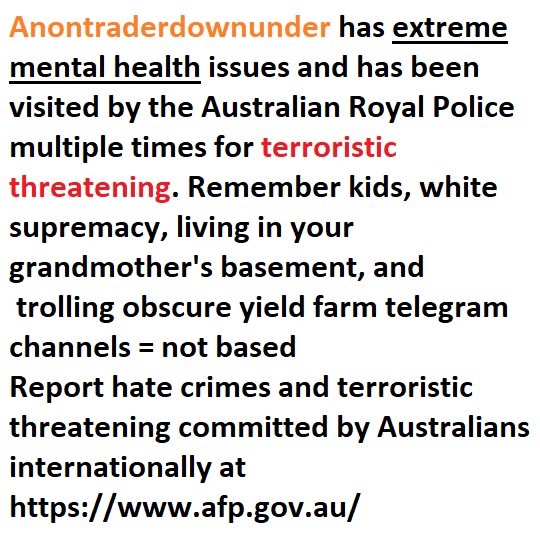 Anontraderdownunder has extreme
mental health issues and has been
visited by the Australian Royal Police
multiple times for terroristic
threatening. Remember kids, white
supremacy, living in your
grandmother's basement, and
trolling obscure yield farm telegram
channels = not based
Report hate crimes and terroristic
threatening committed by Australians
internationally at
https://www.afp.gov.au/